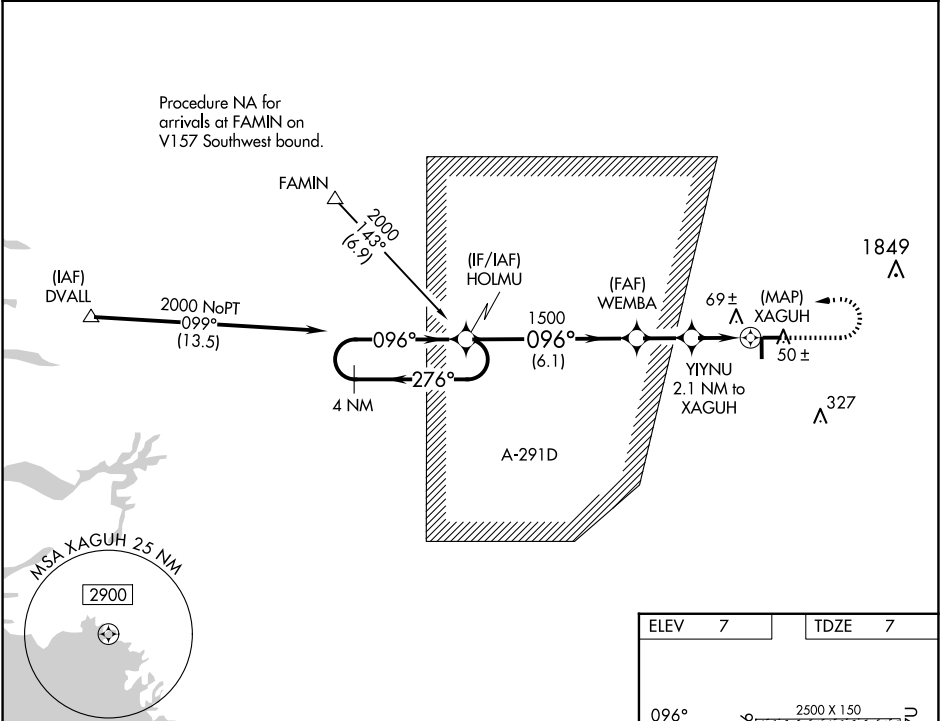 Procedure NA for
arrivals at FAMIN on
V157 Southwest bound.
FAMIN
2000
143°
(6.9)
(IAF)
DVALL
2000 NoPT
099°
(13.5)
(IF/IAF)
HOLMU
096°
276°
4 NM
1500
096°
(6.1)
(FAF)
WEMBA
YIYNU
2.1 NM to
XAGUH
69±
(MAP)
XAGUH
50±
1849
327
A-291D
MSA XAGUH 25 NM
2900
ELEV 7
TDZE 7
096°
2500 X 150